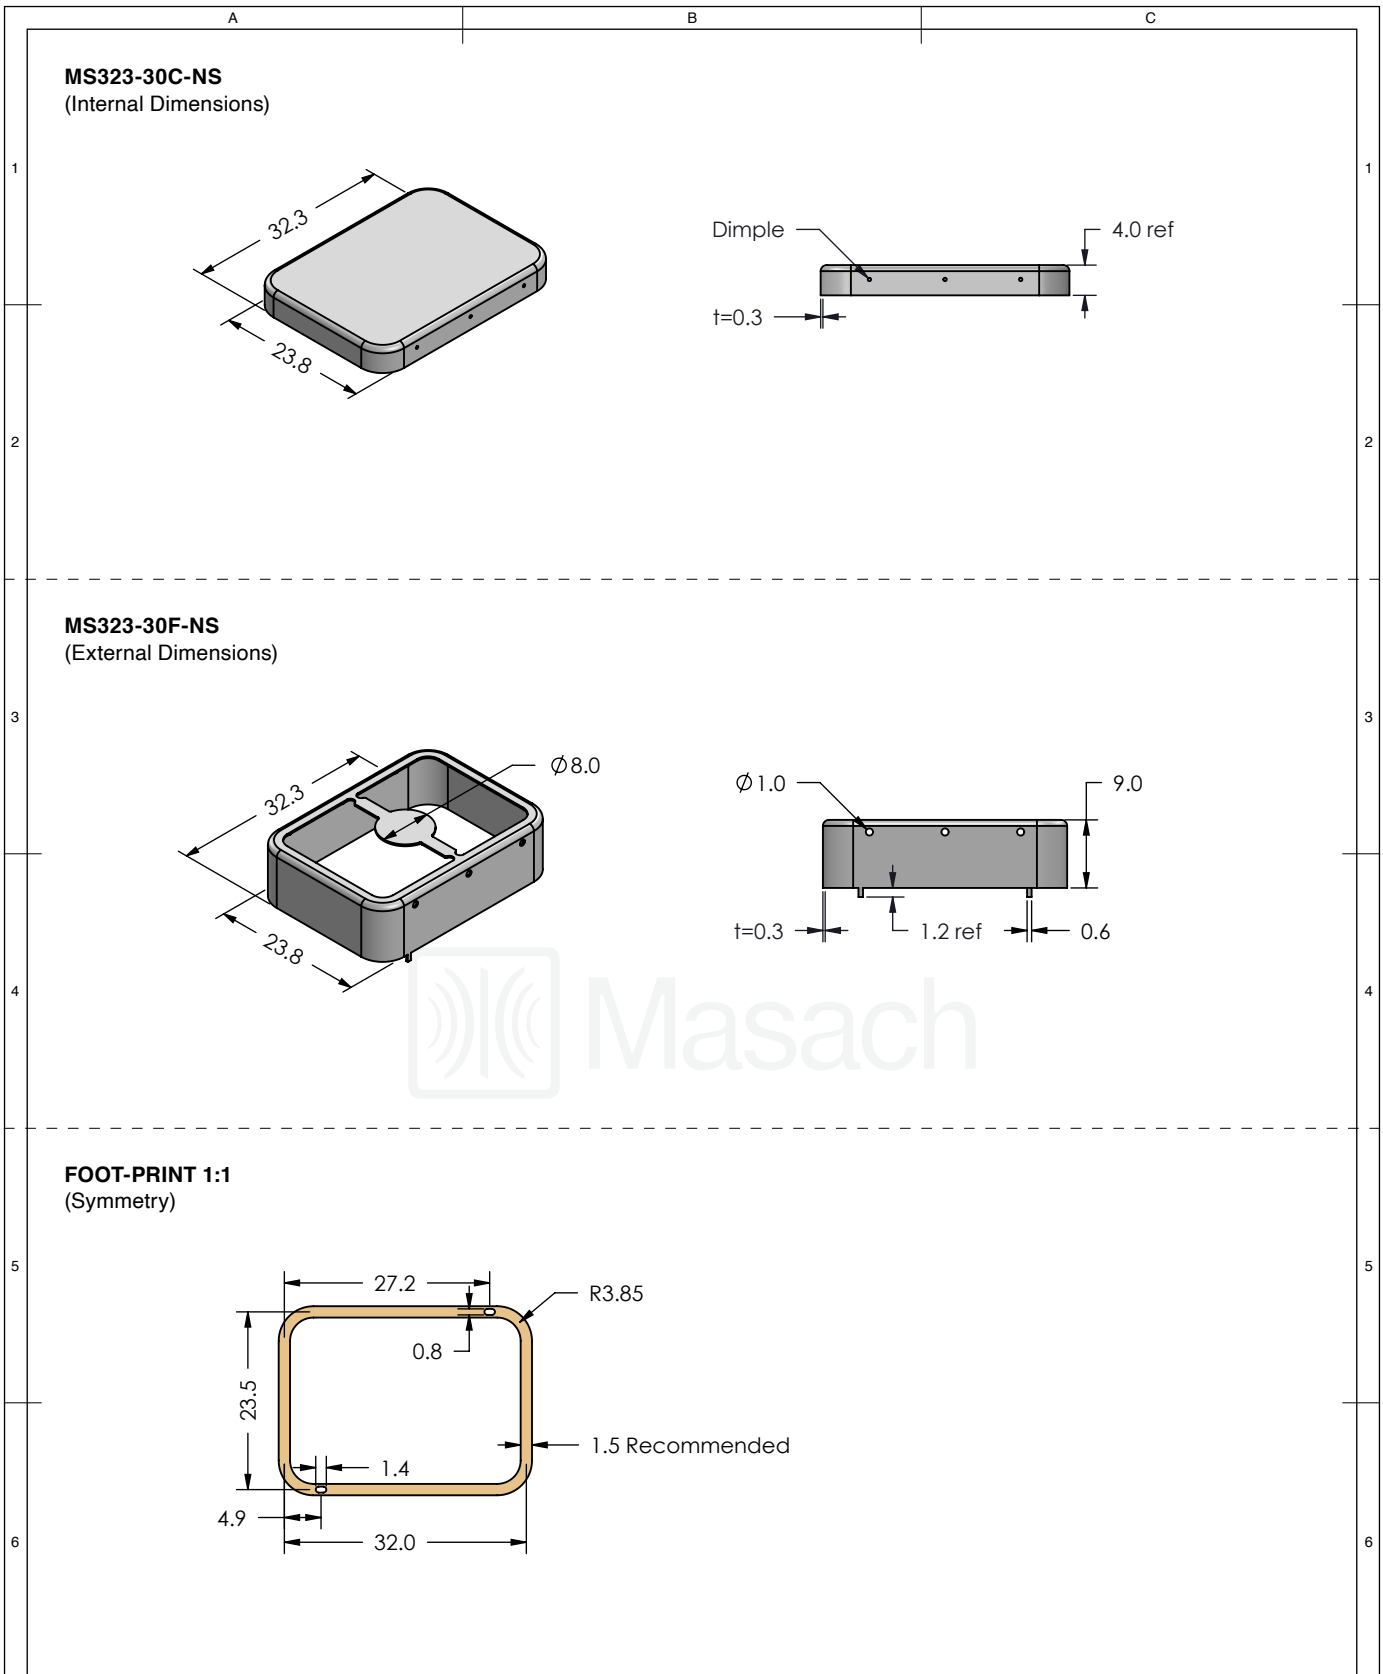 A B C
MS323-30C-NS
(Internal Dimensions)
1 1
32.3
23.8
Dimple
4.0 ref
t=0.3
2 2
MS323-30F-NS
(External Dimensions)
3 3
32.3
Ø8.0
23.8
Ø1.0
9.0
t=0.3
1.2 ref
0.6
Masach
4 4
FOOT-PRINT 1:1
(Symmetry)
5 5
27.2
R3.85
0.8
23.5
1.5 Recommended
1.4
4.9
32.0
6 6